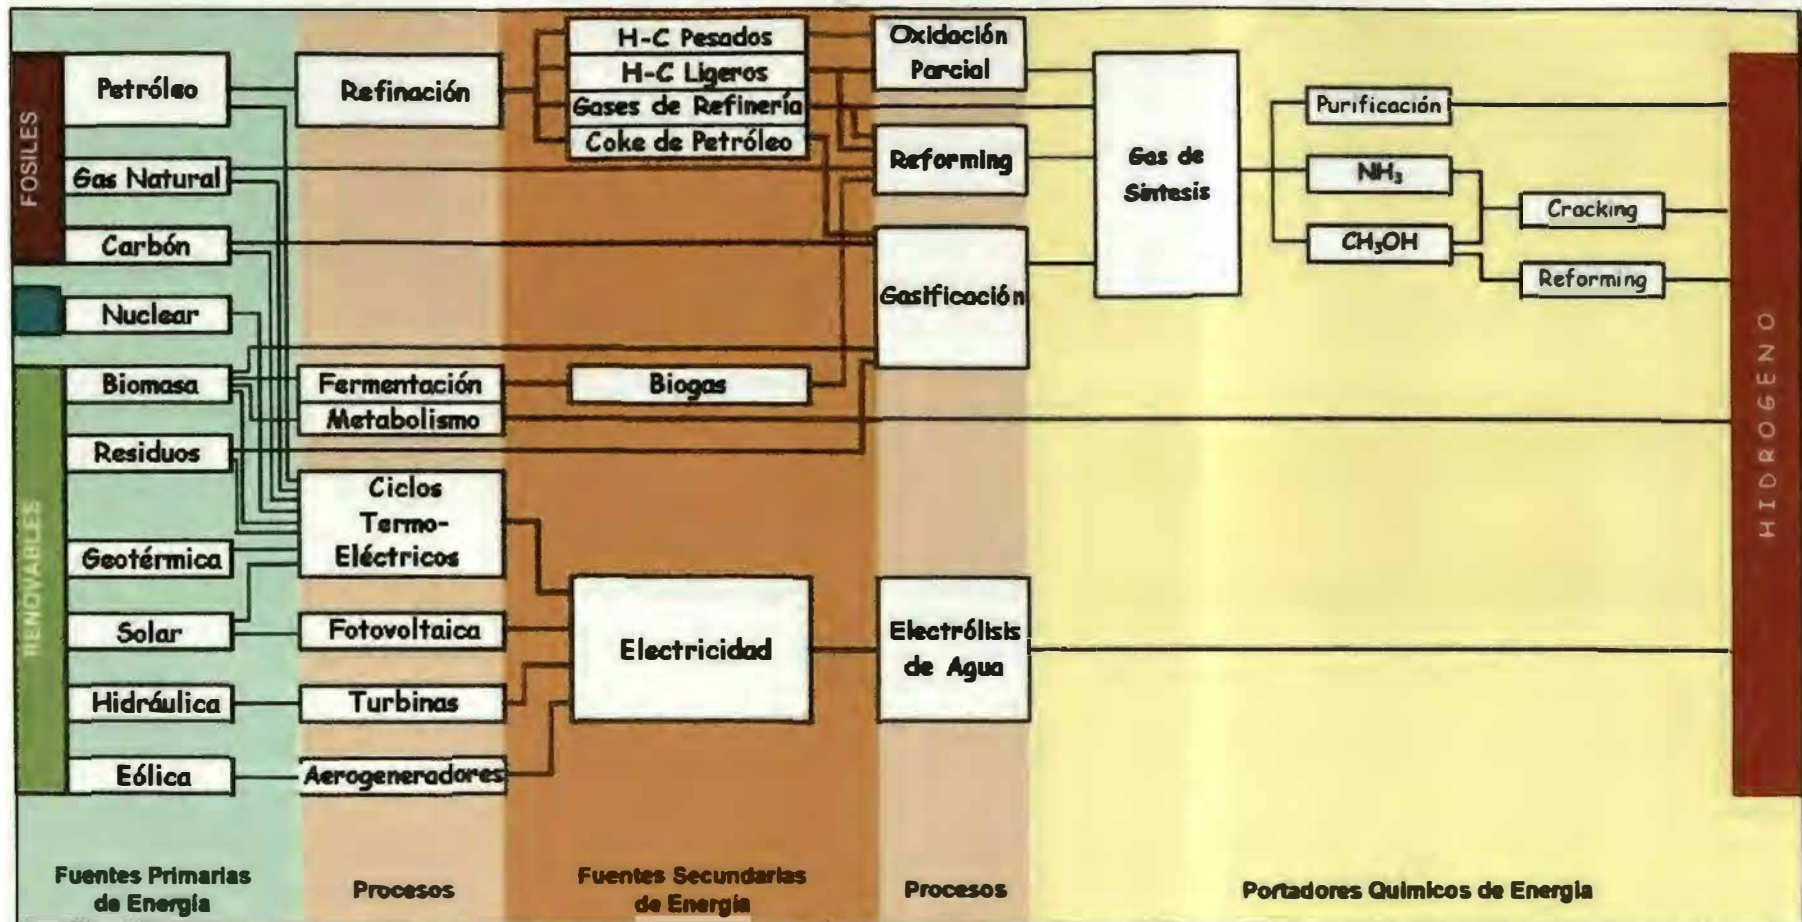 FOSILES
RENOVABLES
Petróleo
Gas Natural
Carbón
Nuclear
Biomasa
Residuos
Geotérmica
Solar
Hidráulica
Eólica
Refinación
Fermentación
Metabolismo
Ciclos
Termo-
Eléctricos
Fotovoltaica
Turbinas
Aerogeneradores
H-C Pesados
H-C Ligeros
Gases de Refinería
Coke de Petróleo
Biogas
Electricidad
Oxidación
Parcial
Reforming
Gasificación
Electrólisis
de Agua
Gas de
Síntesis
Purificación
NH₃
CH₃OH
Cracking
Reforming
HIDROGENO
Fuentes Primarias
de Energía
Procesos
Fuentes Secundarias
de Energía
Procesos
Portadores Químicos de Energía